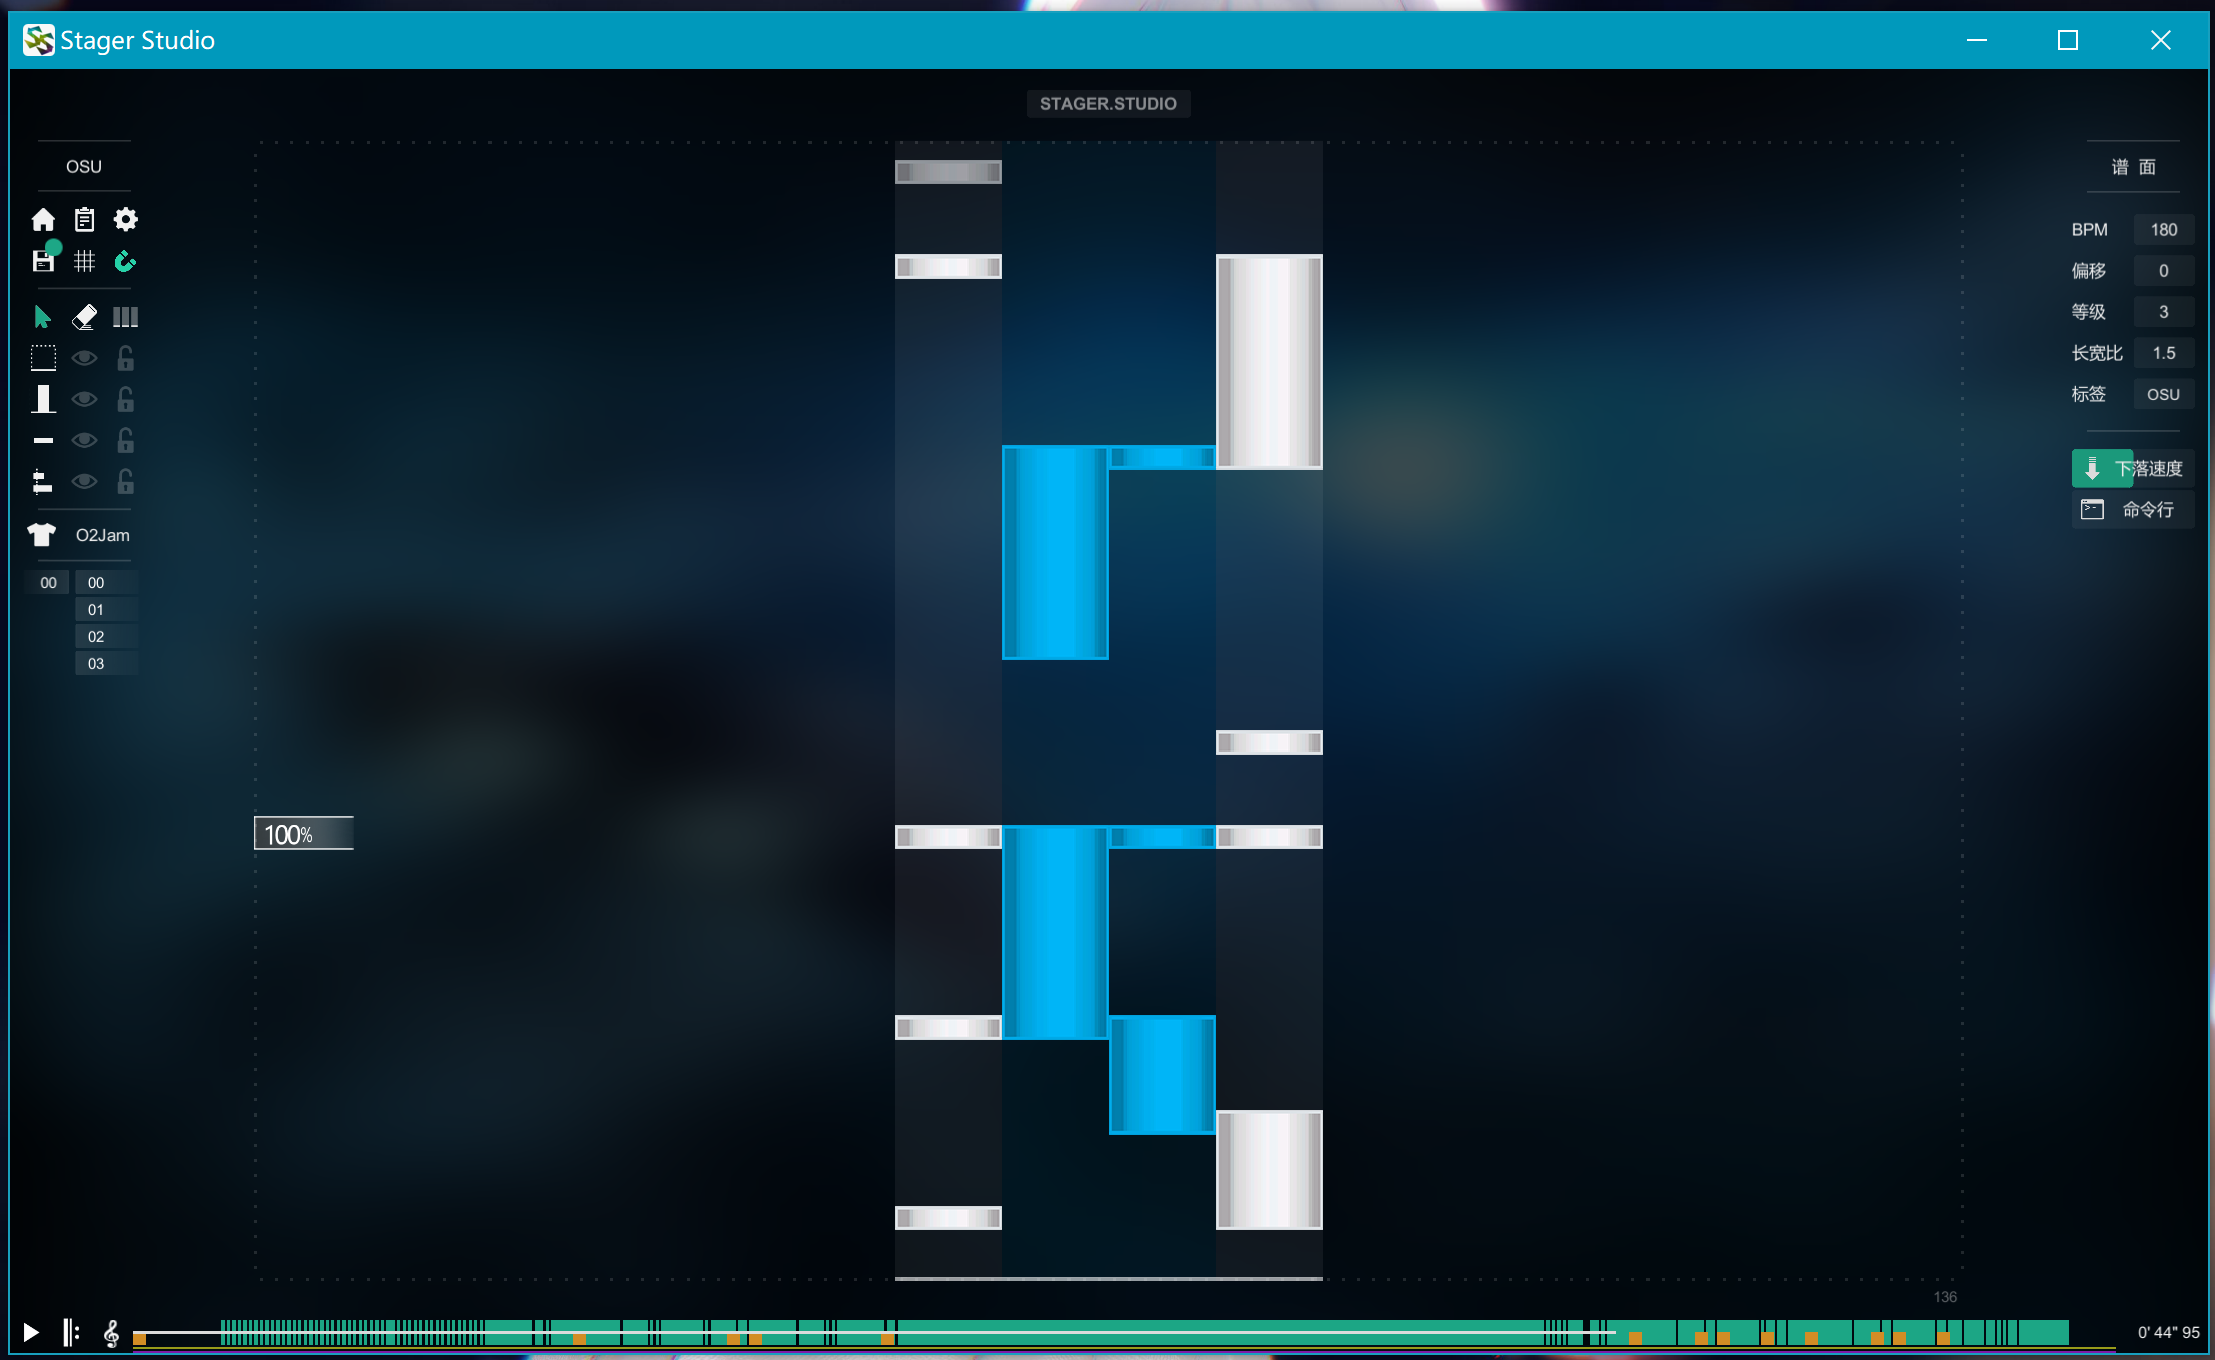 Stager Studio
STAGER.STUDIO
OSU
O2Jam
00 00
01
02
03
100%
谱 面
BPM 180
偏移 0
等级 3
长宽比 1.5
标签 OSU
下落速度
命令行
136
0' 44" 95